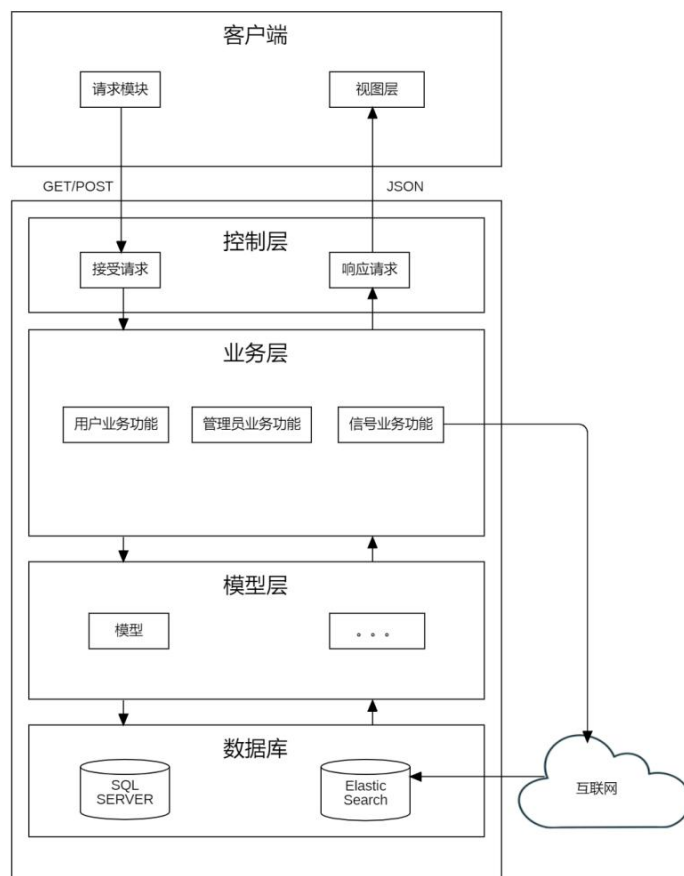 客户端
请求模块
视图层
GET/POST
JSON
控制层
接受请求
响应请求
业务层
用户业务功能
管理员业务功能
信号业务功能
模型层
模型
。。。
数据库
SQL
SERVER
Elastic
Search
互联网